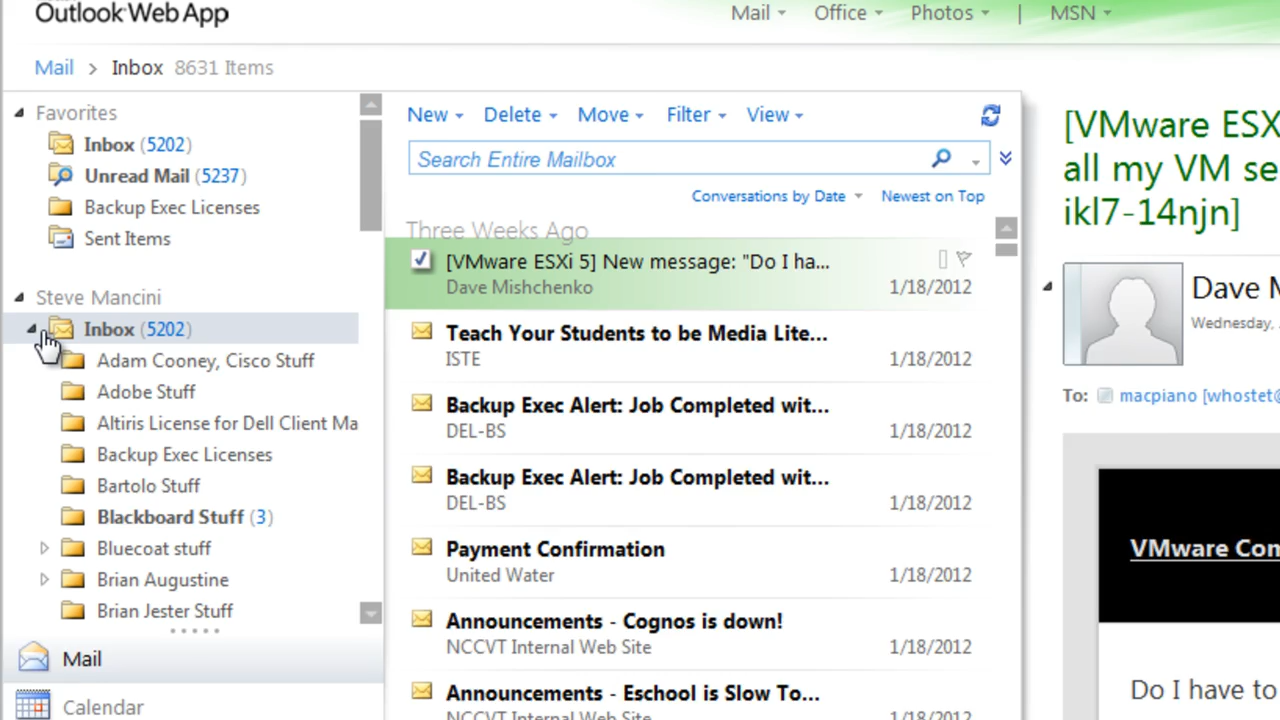 Outlook Web App
Mail Office Photos | MSN
Mail > Inbox 8631 Items
Favorites
Inbox (5202)
Unread Mail (5237)
Backup Exec Licenses
Sent Items
Steve Mancini
Inbox (5202)
Adam Cooney, Cisco Stuff
Adobe Stuff
Altiris License for Dell Client Ma
Backup Exec Licenses
Bartolo Stuff
Blackboard Stuff (3)
Bluecoat stuff
Brian Augustine
Brian Jester Stuff
Mail
Calendar
New Delete Move Filter View
Search Entire Mailbox
Conversations by Date Newest on Top
Three Weeks Ago
[VMware ESXi 5] New message: "Do I ha...
Dave Mishchenko 1/18/2012
Teach Your Students to be Media Lite...
ISTE 1/18/2012
Backup Exec Alert: Job Completed wit...
DEL-BS 1/18/2012
Backup Exec Alert: Job Completed wit...
DEL-BS 1/18/2012
Payment Confirmation
United Water 1/18/2012
Announcements - Cognos is down!
NCCVT Internal Web Site 1/18/2012
Announcements - Eschool is Slow To...
NCCVT Internal Web Site 1/18/2012
[VMware ESXi
all my VM se
ikl7-14njn]
Dave M
Wednesday,
To: macpiano [whostet@
VMware Con
Do I have to